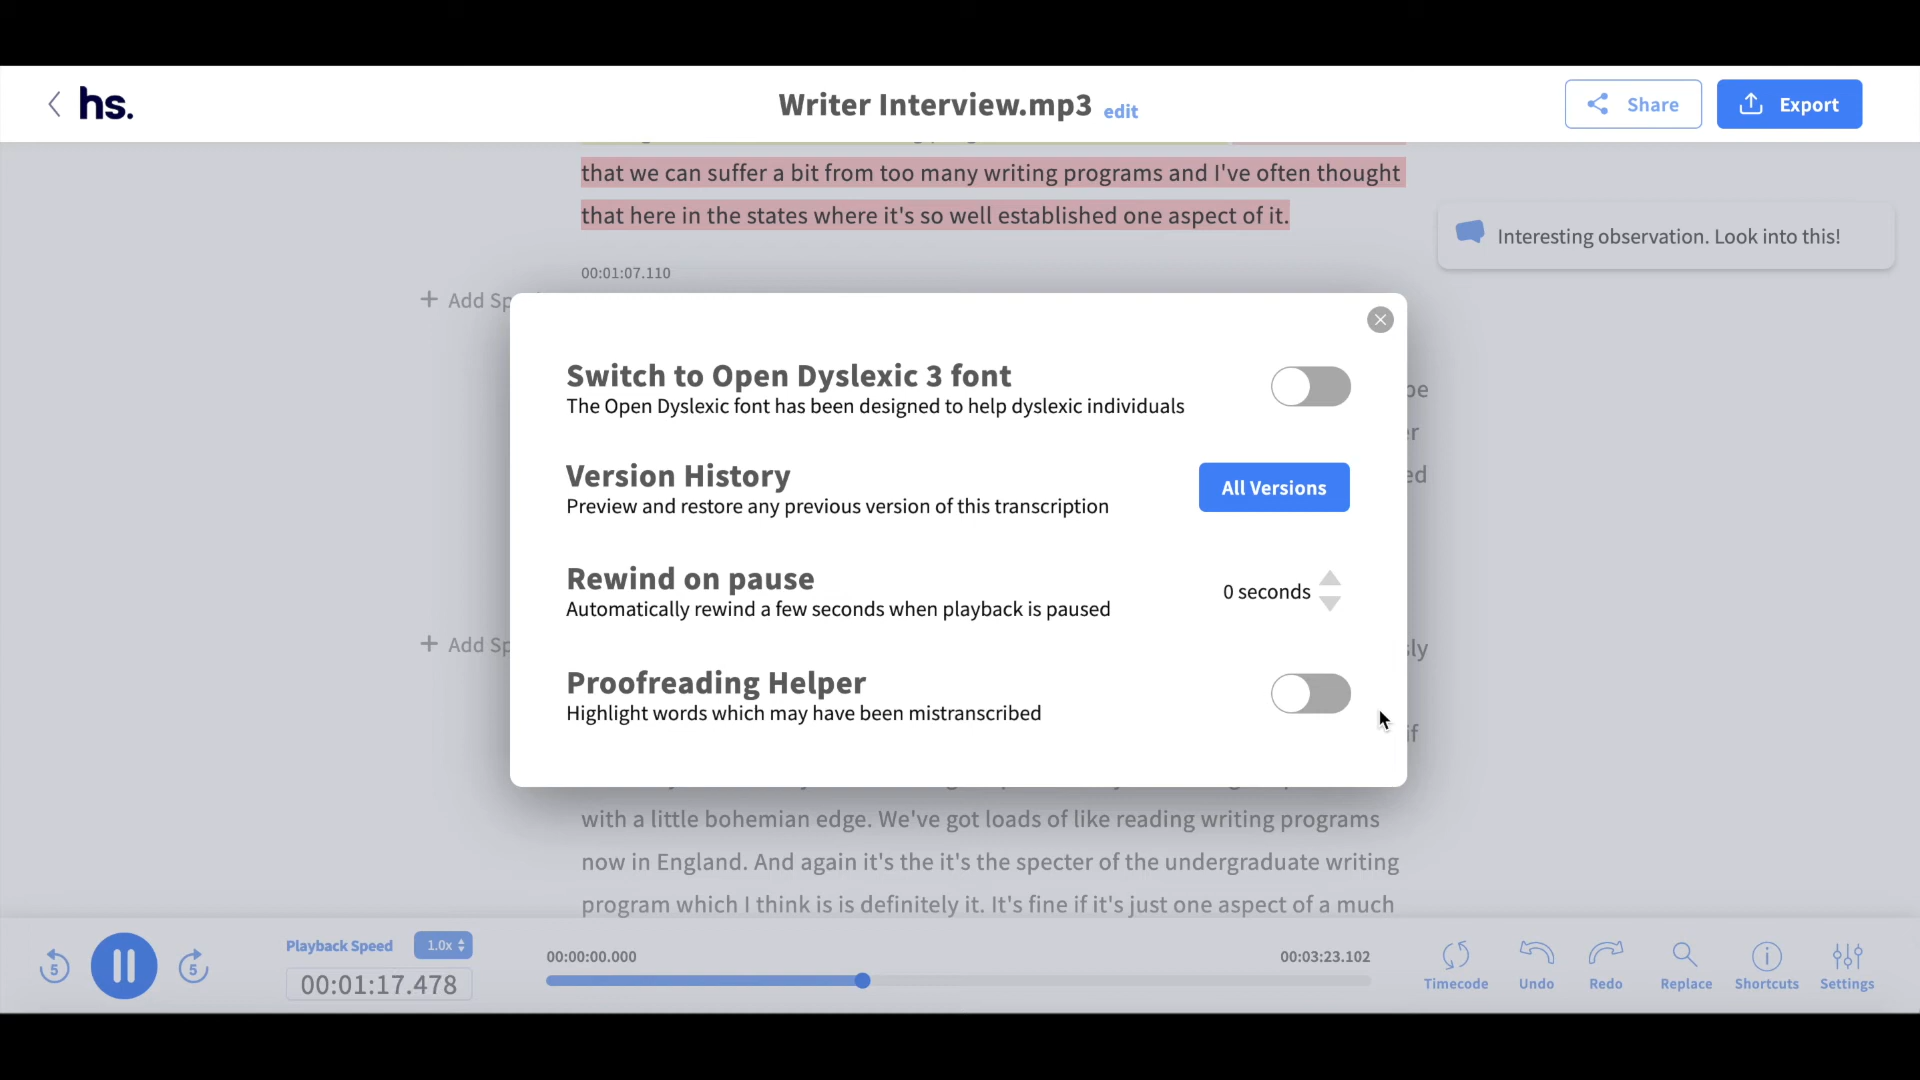 hs.
Writer Interview.mp3 edit
Share
Export
that we can suffer a bit from too many writing programs and I've often thought
that here in the states where it's so well established one aspect of it.
Interesting observation. Look into this!
00:01:07.110
+ Add Sp
Switch to Open Dyslexic 3 font
The Open Dyslexic font has been designed to help dyslexic individuals
be
er
ed
Version History
Preview and restore any previous version of this transcription
All Versions
Rewind on pause
Automatically rewind a few seconds when playback is paused
0 seconds
+ Add Sp
sly
Proofreading Helper
Highlight words which may have been mistranscribed
if
with a little bohemian edge. We've got loads of like reading writing programs
now in England. And again it's the it's the specter of the undergraduate writing
program which I think is is definitely it. It's fine if it's just one aspect of a much
5
5
Playback Speed 1.0x
00:01:17.478
00:00:00.000
00:03:23.102
Timecode
Undo
Redo
Replace
Shortcuts
Settings